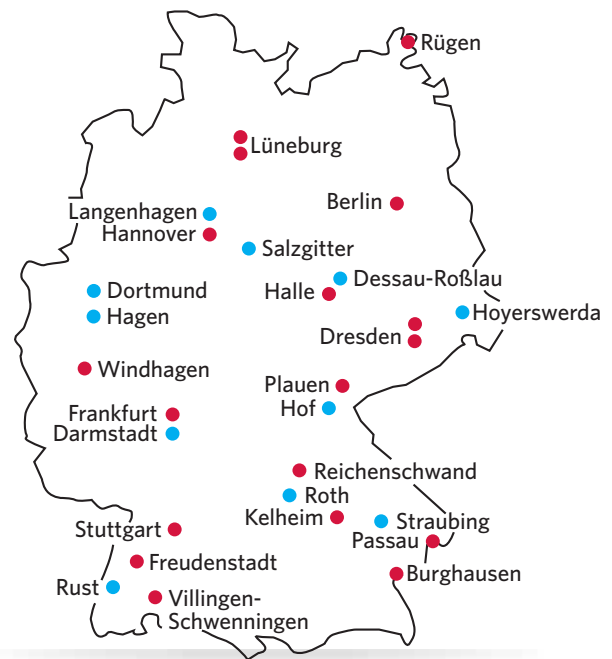 Rügen
Lüneburg
Berlin
Langenhagen
Hannover
Salzgitter
Dessau-Roßlau
Dortmund
Halle
Hoyerswerda
Hagen
Dresden
Windhagen
Plauen
Frankfurt
Hof
Darmstadt
Reichenschwand
Roth
Kelheim
Straubing
Stuttgart
Passau
Freudenstadt
Burghausen
Rust
Villingen-
Schwenningen